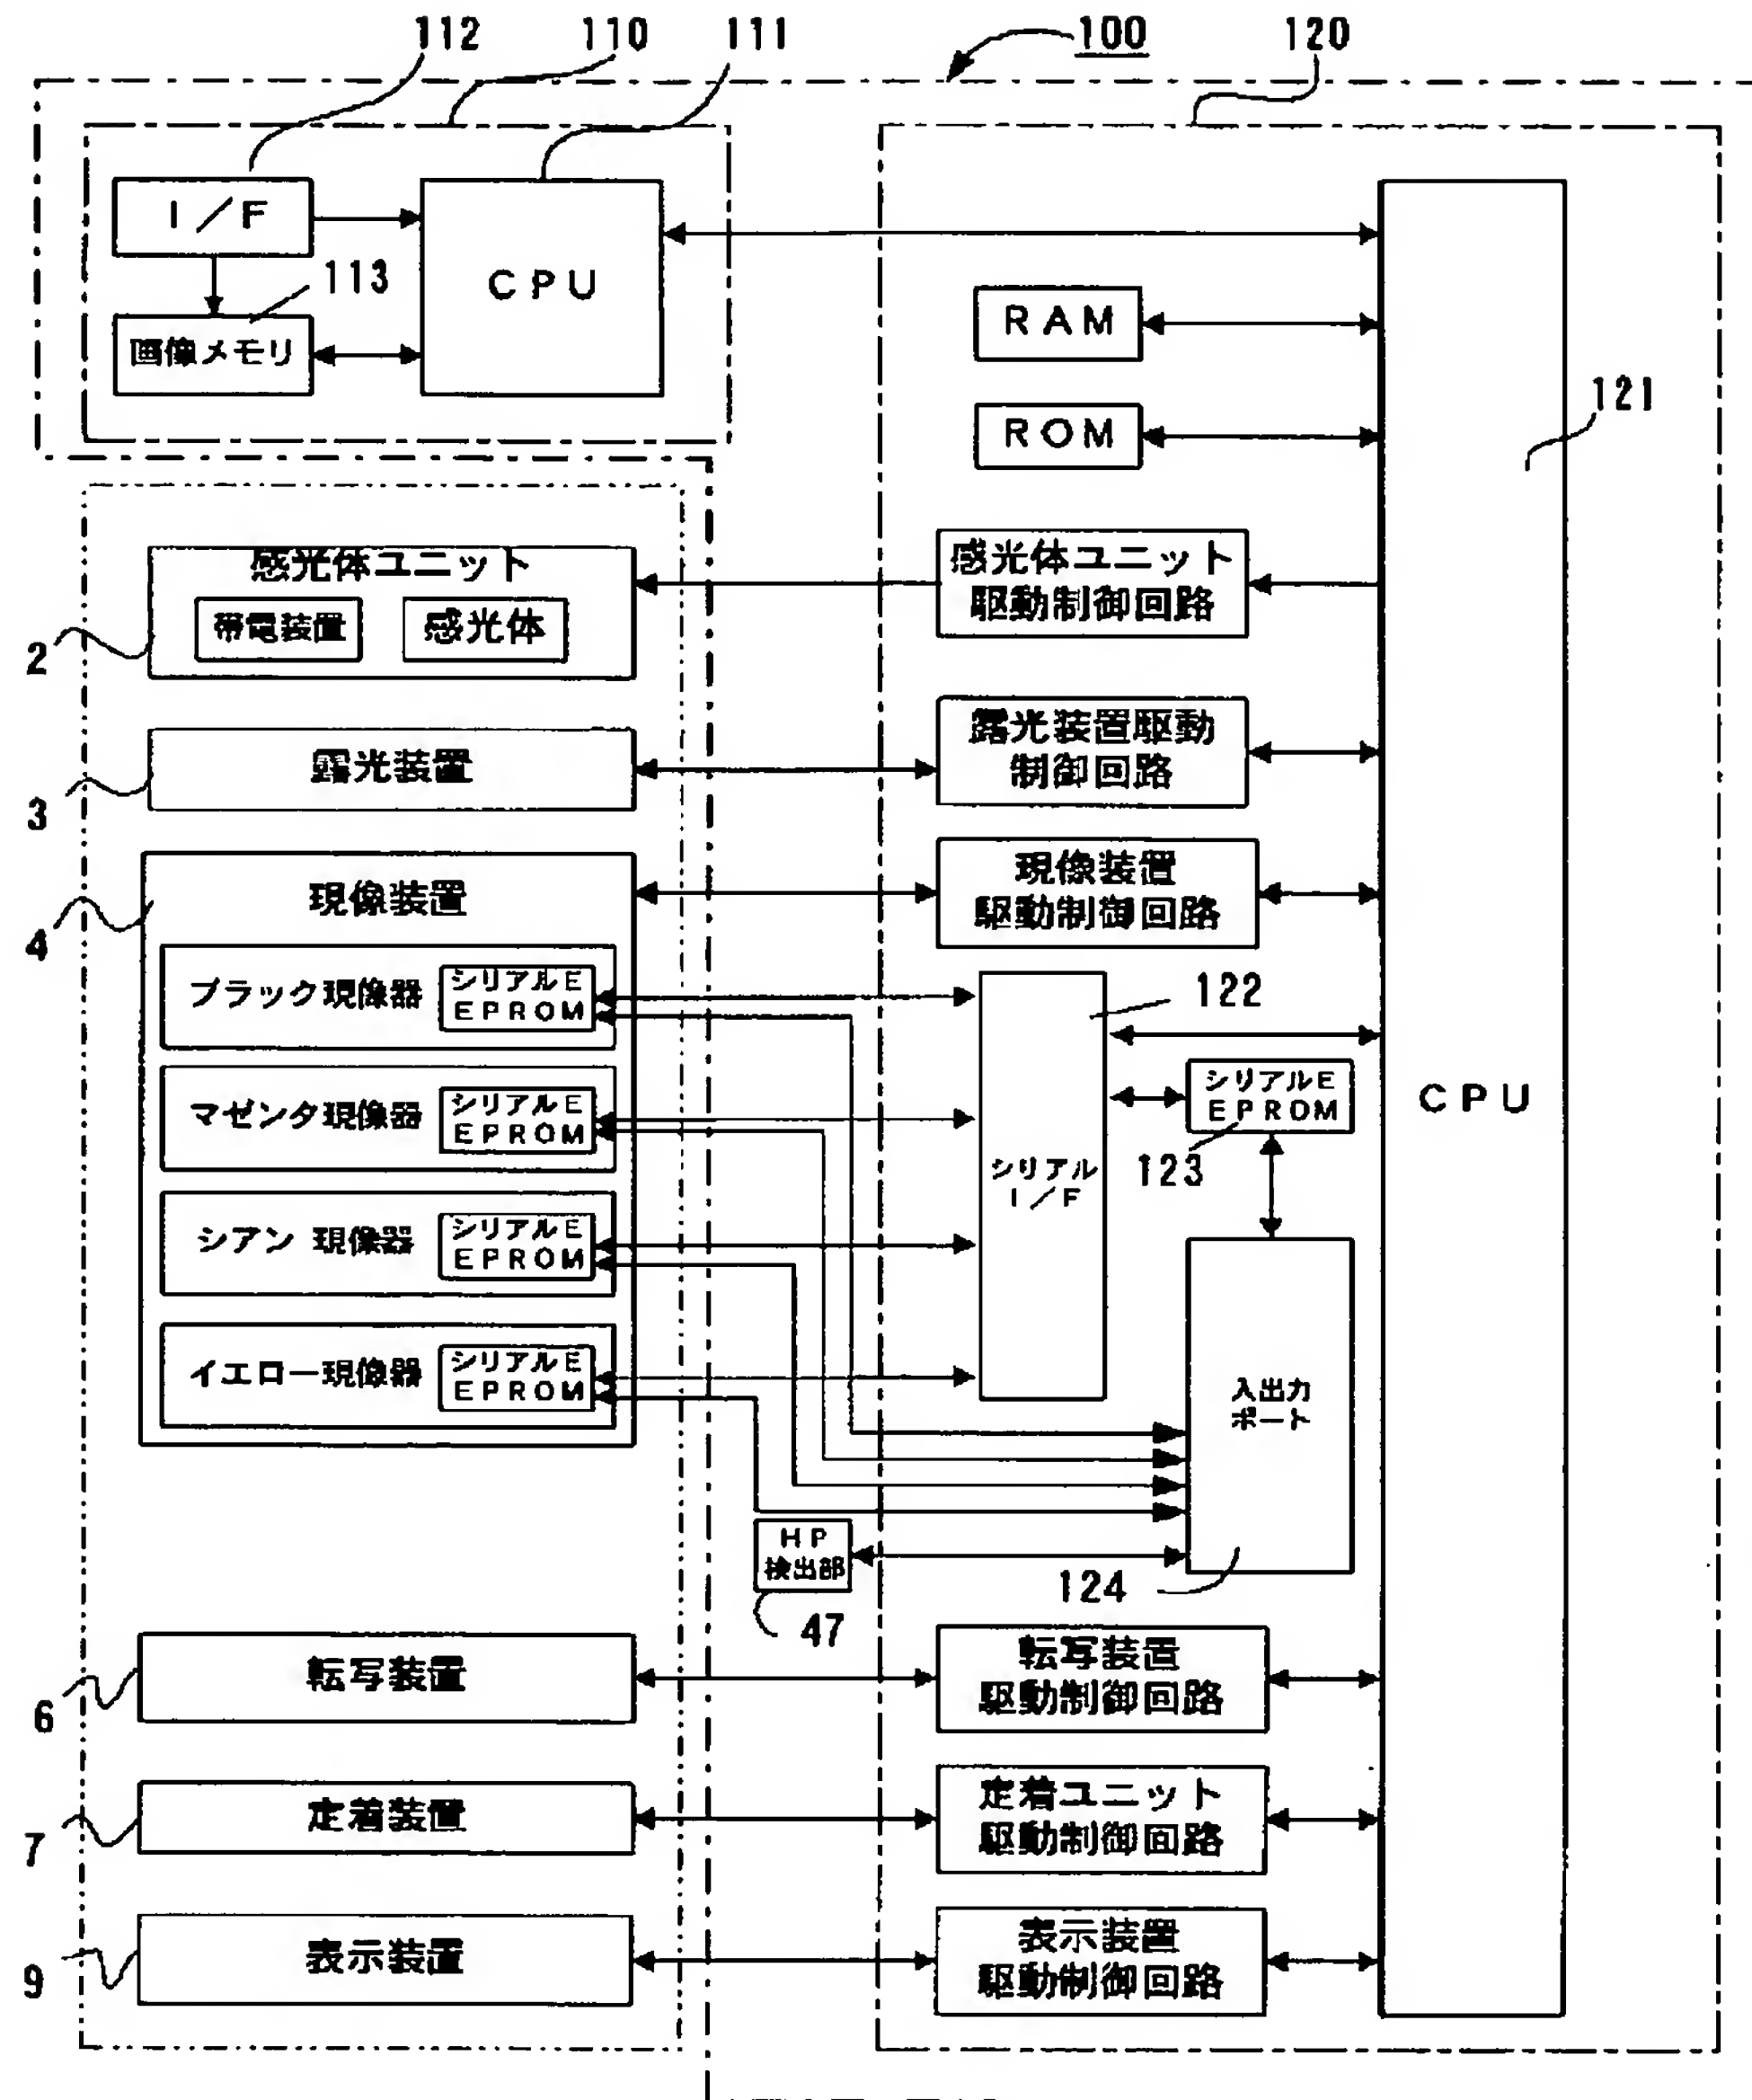 112
110
111
100
120
I/F
CPU
113
画像メモリ
RAM
ROM
121
感光体ユニット
帯電装置
感光体
2
感光体ユニット
駆動制御回路
露光装置
3
露光装置駆動
制御回路
現像装置
4
現像装置
駆動制御回路
ブラック現像器
シリアルE
EPROM
マゼンタ現像器
シリアルE
EPROM
シアン 現像器
シリアルE
EPROM
イエロー現像器
シリアルE
EPROM
122
シリアル
I/F
シリアルE
EPROM
123
CPU
入出力
ポート
124
HP
検出部
47
転写装置
6
転写装置
駆動制御回路
定着装置
7
定着ユニット
駆動制御回路
表示装置
9
表示装置
駆動制御回路